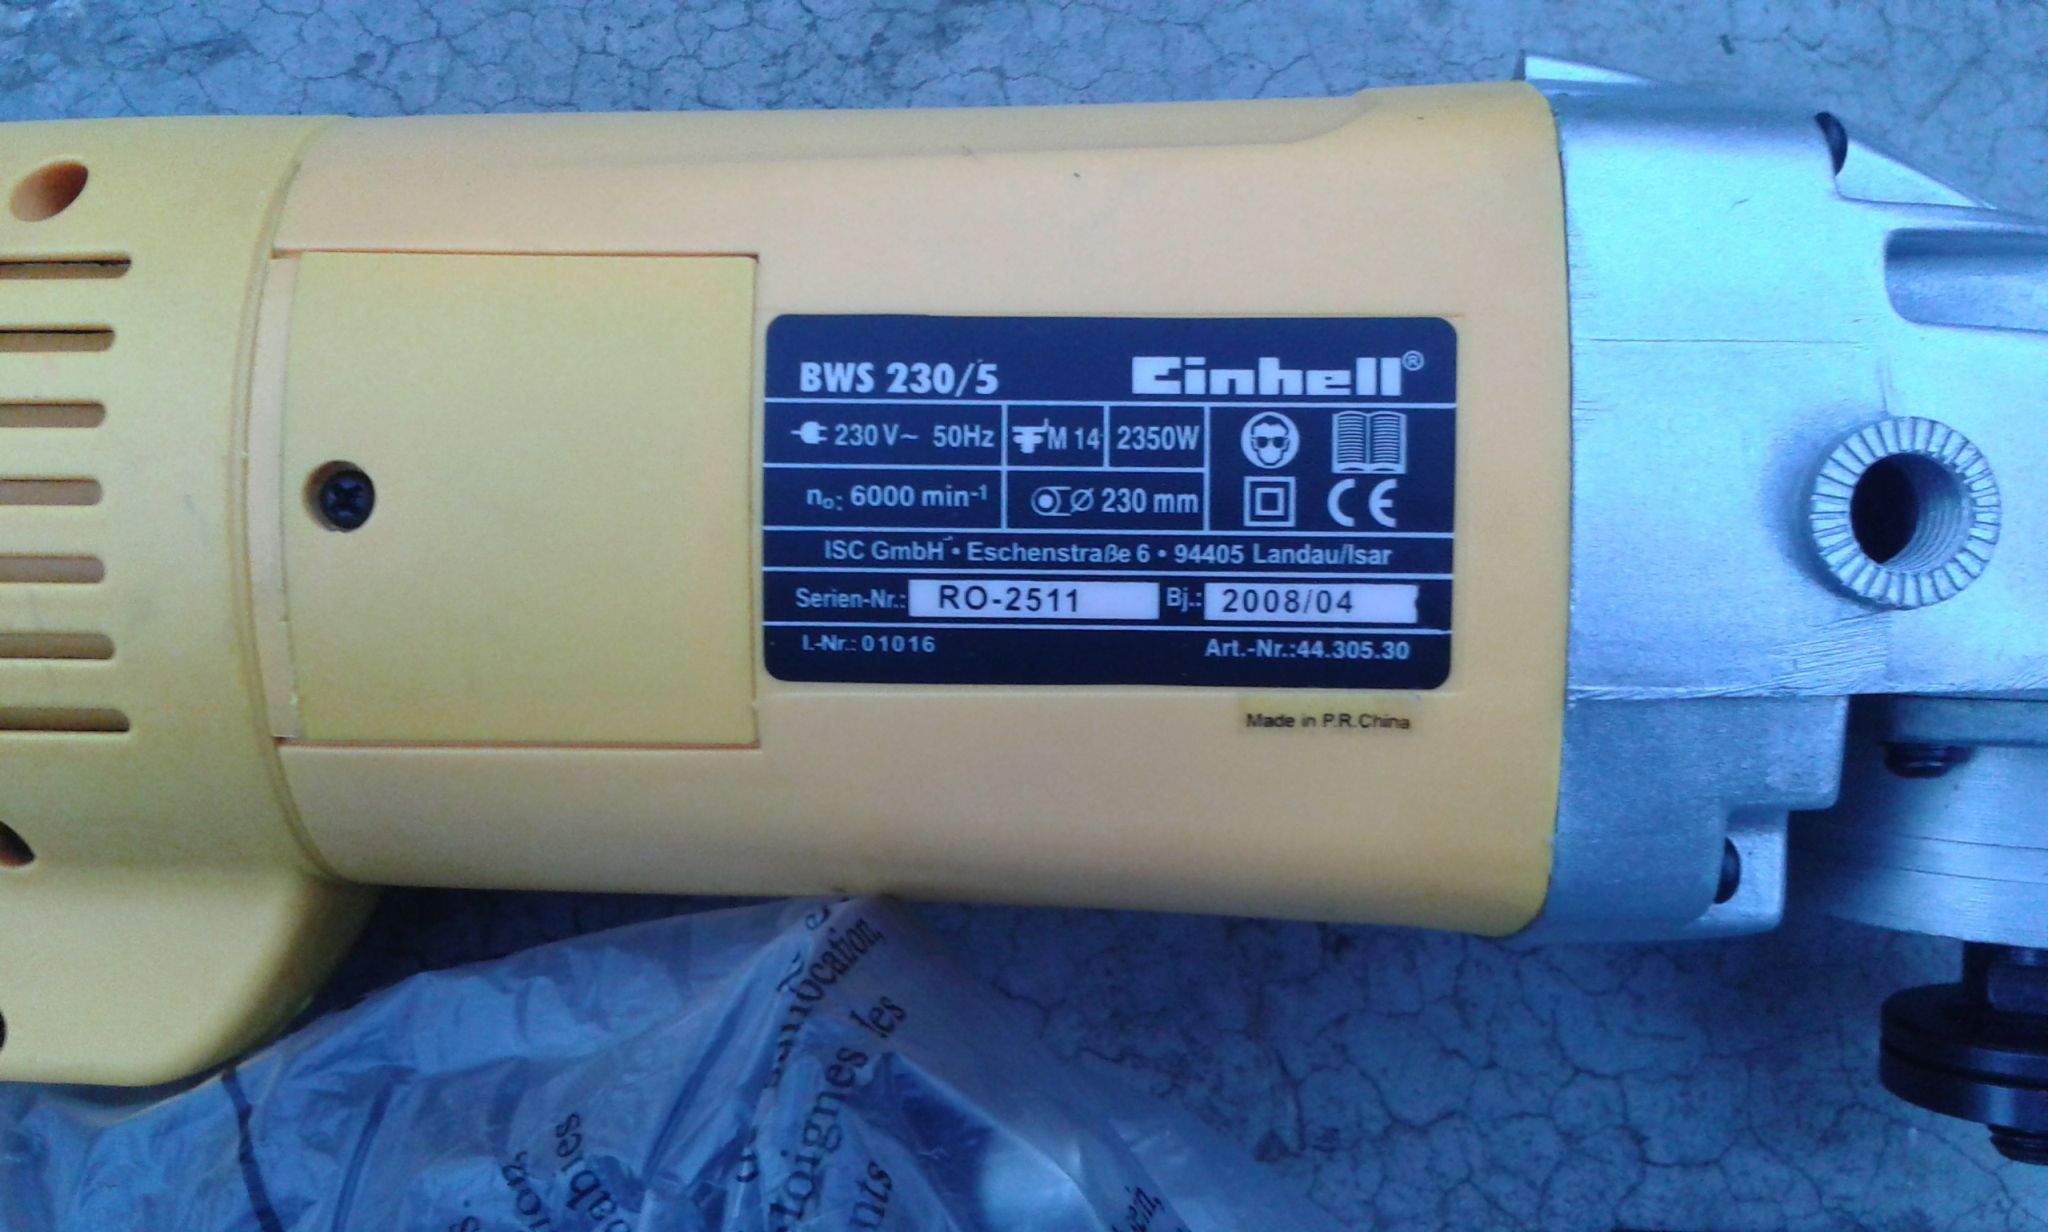 BWS 230/5 Einhell®
230 V~ 50Hz M 14 2350W
n₀: 6000 min⁻¹ Ø 230 mm CE
ISC GmbH • Eschenstraße 6 • 94405 Landau/Isar
Serien-Nr.: RO-2511 Bj.: 2008/04
I.-Nr.: 01016 Art.-Nr.:44.305.30
Made in P.R.China
les